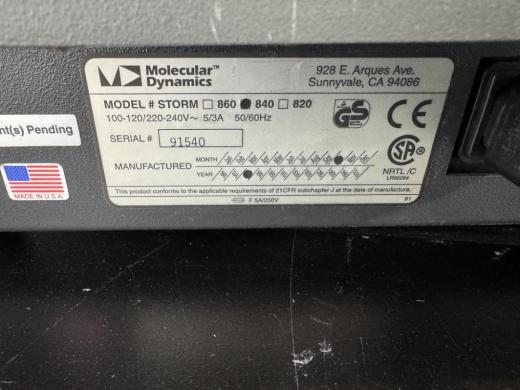 Molecular™
Dynamics
928 E. Arques Ave.
Sunnyvale, CA 94086
MODEL # STORM 860 840 820
100-120/220-240V~ 5/3A 50/60Hz
SERIAL # 91540
MANUFACTURED
MONTH
YEAR
This product conforms to the applicable requirements of 21CFR subchapter J at the date of manufacture.
F 5A/250V
GS
CE
SA
NRTL /C
nt(s) Pending
MADE IN U.S.A.